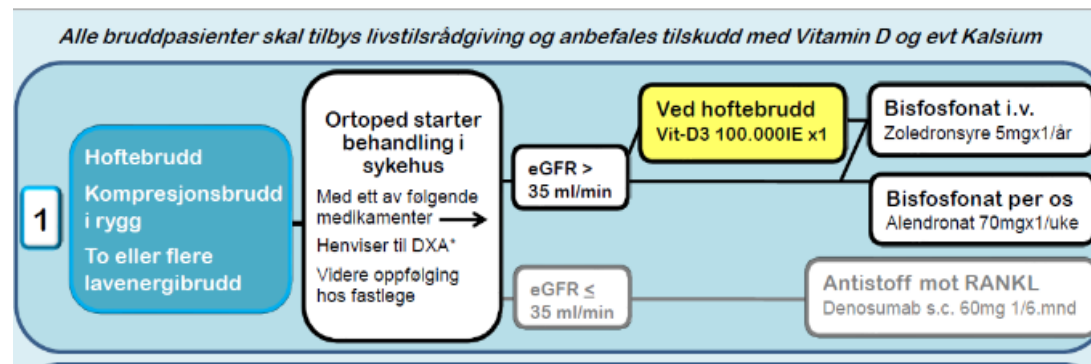 Alle bruddpasienter skal tilbys livstilsrådgiving og anbefales tilskudd med Vitamin D og evt Kalsium
1
Hoftebrudd
Kompresjonsbrudd
i rygg
To eller flere
lavenergibrudd
Ortoped starter
behandling i
sykehus
Med ett av følgende
medikamenter
Henviser til DXA*
Videre oppfølging
hos fastlege
eGFR >
35 ml/min
Ved hoftebrudd
Vit-D3 100.000IE x1
Bisfosfonat i.v.
Zoledronsyre 5mgx1/år
Bisfosfonat per os
Alendronat 70mgx1/uke
eGFR ≤
35 ml/min
Antistoff mot RANKL
Denosumab s.c. 60mg 1/6.mnd